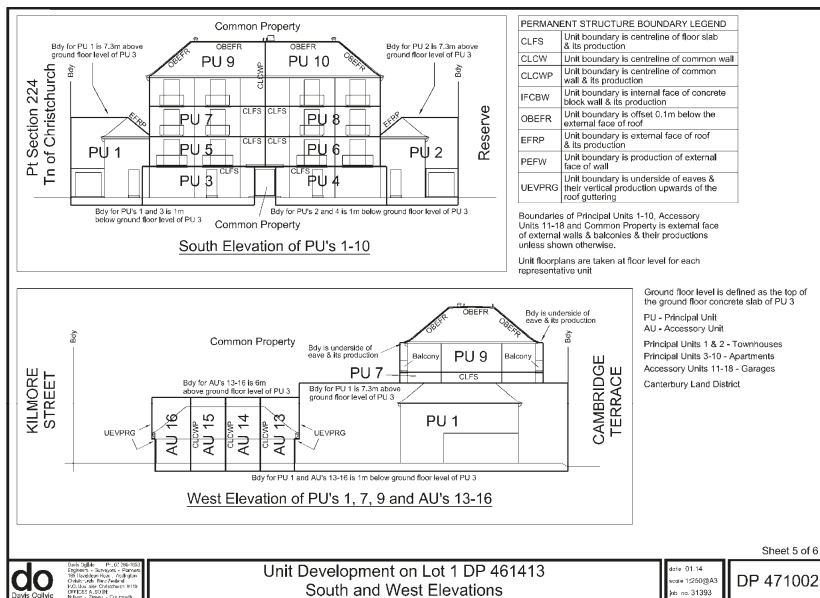 Common Property
Bdy for PU 1 is 7.3m above
ground floor level of PU 3
Bdy for PU 2 is 7.3m above
ground floor level of PU 3
OBEFR
OBEFR
OBEFR
OBEFR
PU 9
PU 10
CLCWP
Bdy
Bdy
Pt Section 224
Tn of Christchurch
Reserve
PU 7
CLFS
CLFS
PU 8
EFRP
EFRP
PU 5
CLFS
CLFS
PU 6
PU 1
PU 2
PU 3
CLFS
CLFS
PU 4
Bdy for PU's 1 and 3 is 1m
below ground floor level of PU 3
Bdy for PU's 2 and 4 is 1m below ground floor level of PU 3
Common Property
South Elevation of PU's 1-10
PERMANENT STRUCTURE BOUNDARY LEGEND
CLFS Unit boundary is centreline of floor slab
& its production
CLCW Unit boundary is centreline of common wall
CLCWP Unit boundary is centreline of common
wall & its production
IFCBW Unit boundary is internal face of concrete
block wall & its production
OBEFR Unit boundary is offset 0.1m below the
external face of roof
EFRP Unit boundary is external face of roof
& its production
PEFW Unit boundary is production of external
face of wall
UEVPRG Unit boundary is underside of eaves &
their vertical production upwards of the
roof guttering
Boundaries of Principal Units 1-10, Accessory
Units 11-18 and Common Property is external face
of external walls & balconies & their productions
unless shown otherwise.
Unit floorplans are taken at floor level for each
representative unit
Ground floor level is defined as the top of
the ground floor concrete slab of PU 3
PU - Principal Unit
AU - Accessory Unit
Principal Units 1 & 2 - Townhouses
Principal Units 3-10 - Apartments
Accessory Units 11-18 - Garages
Canterbury Land District
Bdy
Common Property
OBEFR
OBEFR
OBEFR
Bdy is underside of
eave & its production
Bdy is underside of
eave & its production
Bdy
Balcony
PU 9
Balcony
PU 7
CLFS
Bdy for AU's 13-16 is 6m
above ground floor level of PU 3
Bdy for PU 1 is 7.3m above
ground floor level of PU 3
KILMORE
STREET
CAMBRIDGE
TERRACE
UEVPRG
AU 16
AU 15
CLCWP
AU 14
CLCWP
AU 13
UEVPRG
PU 1
Bdy for PU 1 and AU's 13-16 is 1m below ground floor level of PU 3
West Elevation of PU's 1, 7, 9 and AU's 13-16
Sheet 5 of 6
do
Davis Ogilvie
Unit Development on Lot 1 DP 461413
South and West Elevations
date 01.14
scale 1:250@A3
job no. 31393
DP 471002